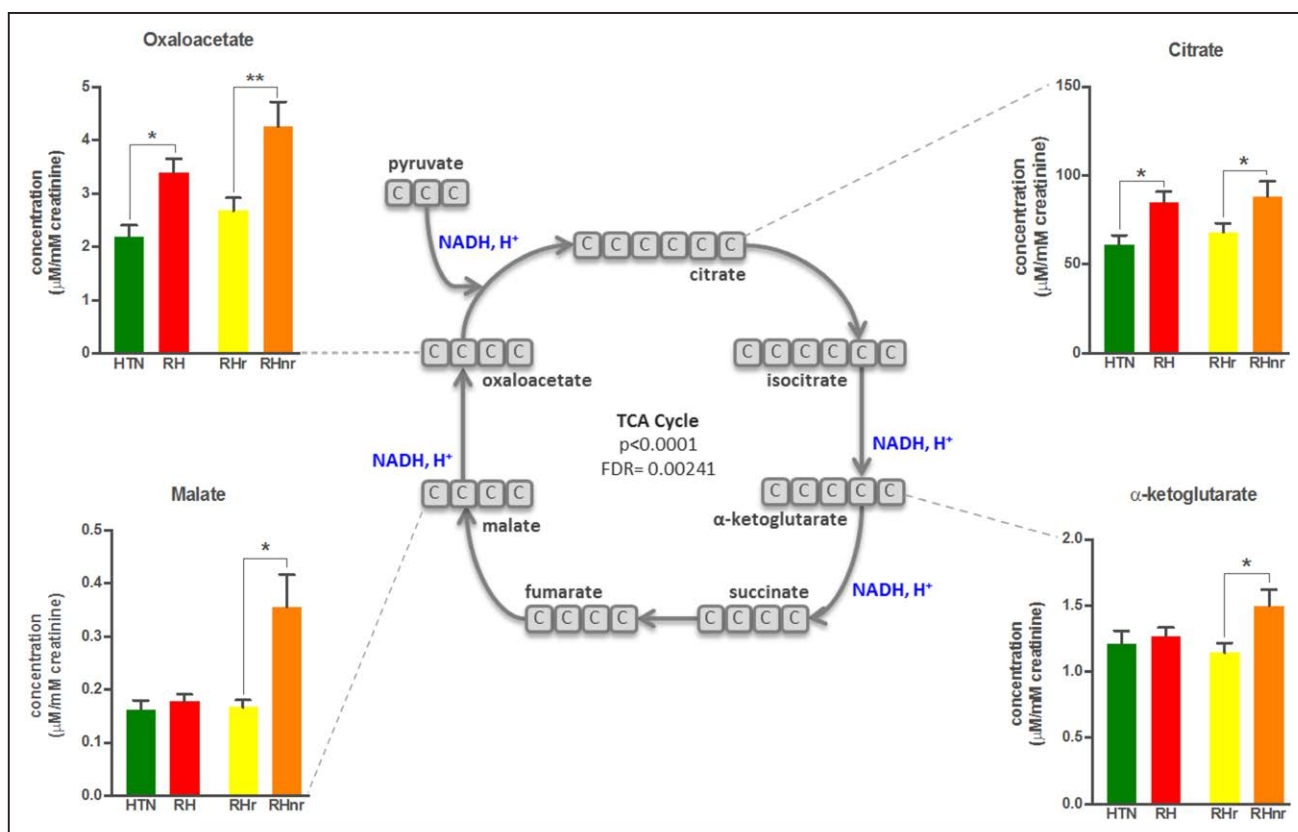 Oxaloacetate
concentration
(μM/mM creatinine)
5
4
3
2
1
0
*
**
HTN RH RHr RHnr
Citrate
concentration
(μM/mM creatinine)
150
100
50
0
*
*
HTN RH RHr RHnr
pyruvate
C C C
NADH, H⁺
C C C C C C
citrate
C C C C
oxaloacetate
C C C C C C
isocitrate
TCA Cycle
p<0.0001
FDR= 0.00241
NADH, H⁺
NADH, H⁺
C C C C
malate
C C C C C
α-ketoglutarate
NADH, H⁺
fumarate
C C C C
succinate
C C C C
Malate
concentration
(μM/mM creatinine)
0.5
0.4
0.3
0.2
0.1
0.0
*
HTN RH RHr RHnr
α-ketoglutarate
concentration
(μM/mM creatinine)
2.0
1.5
1.0
0.5
0.0
*
HTN RH RHr RHnr